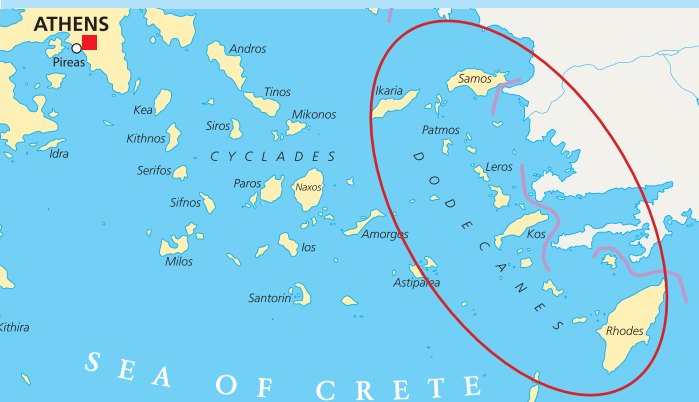 ATHENS
Pireas
Andros
Tinos
Ikaria
Samos
Kea
Siros
Mikonos
Patmos
Kithnos
Idra
CYCLADES
Serifos
Paros
Naxos
Leros
DODECANES
Sifnos
Amorgos
Kos
Milos
Ios
Astipalea
Santorin
Kithira
Rhodes
SEA OF CRETE